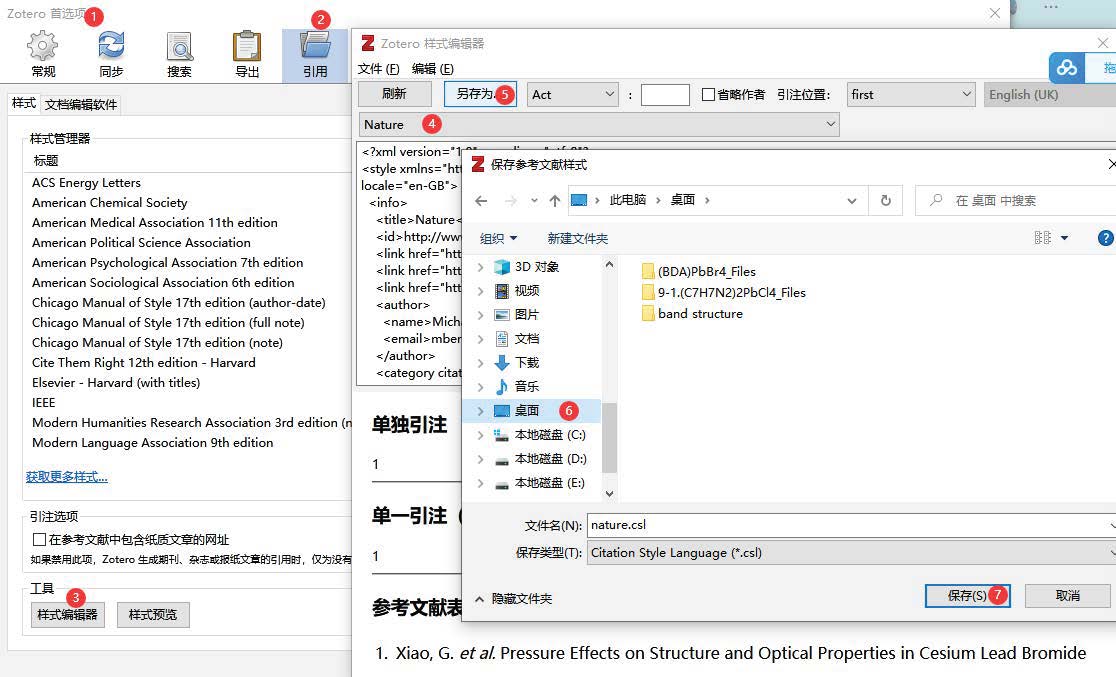 Zotero 首选项
1
常规
同步
搜索
导出
2
引用
样式
文档编辑软件
样式管理器
标题
ACS Energy Letters
American Chemical Society
American Medical Association 11th edition
American Political Science Association
American Psychological Association 7th edition
American Sociological Association 6th edition
Chicago Manual of Style 17th edition (author-date)
Chicago Manual of Style 17th edition (full note)
Chicago Manual of Style 17th edition (note)
Cite Them Right 12th edition - Harvard
Elsevier - Harvard (with titles)
IEEE
Modern Humanities Research Association 3rd edition (n
Modern Language Association 9th edition
获取更多样式...
引注选项
在参考文献中包含纸质文章的网址
如果禁用此项，Zotero 生成期刊、杂志或报纸文章的引用时，仅为没有
工具
3
样式编辑器
样式预览
Z Zotero 样式编辑器
文件 (F) 编辑 (E)
刷新
另存为
5
Act
:
省略作者
引注位置:
first
English (UK)
拖
Nature
4
<?xml version="1.0"
<style xmlns="htt
locale="en-GB">
<info>
<title>Nature<
<id>http://ww
<link href="htt
<link href="htt
<link href="htt
<author>
<name>Mich
<email>mber
</author>
<category citat
单独引注
1
单一引注（
1
参考文献表
1. Xiao, G. et al. Pressure Effects on Structure and Optical Properties in Cesium Lead Bromide
Z 保存参考文献样式
此电脑 › 桌面 ›
在 桌面 中搜索
组织
新建文件夹
?
3D 对象
视频
图片
文档
下载
音乐
桌面
6
本地磁盘 (C:)
本地磁盘 (D:)
本地磁盘 (E:)
(BDA)PbBr4_Files
9-1.(C7H7N2)2PbCl4_Files
band structure
文件名(N):
nature.csl
保存类型(T):
Citation Style Language (*.csl)
隐藏文件夹
保存(S)
7
取消